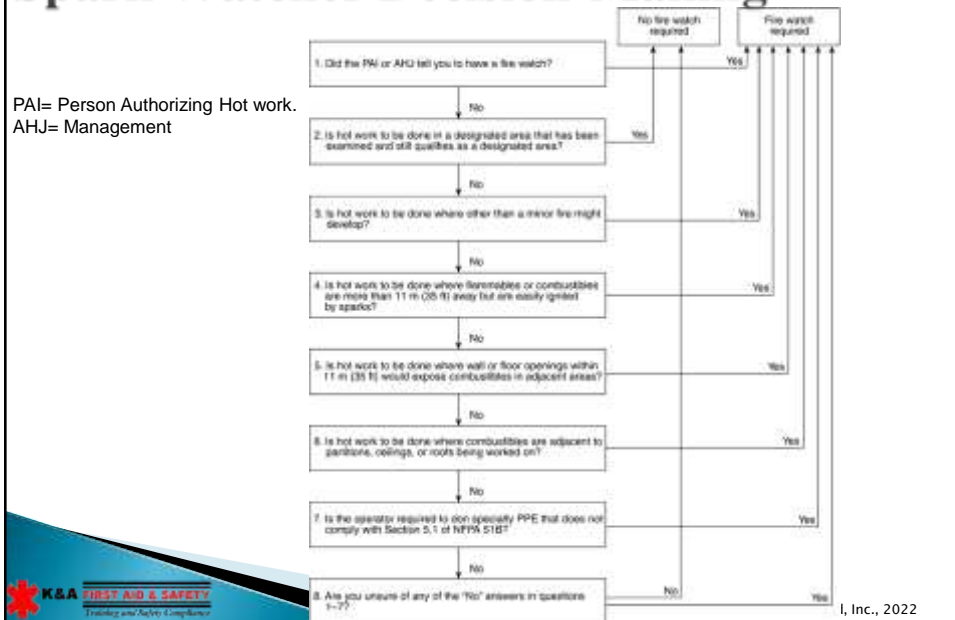 No fire watch
required
Fire watch
required
1. Did the PAI or AHJ tell you to have a fire watch?
Yes
No
PAI= Person Authorizing Hot work.
AHJ= Management
2. Is hot work to be done in a designated area that has been
examined and still qualifies as a designated area?
Yes
No
3. Is hot work to be done where other than a minor fire might
develop?
Yes
No
4. Is hot work to be done where flammables or combustibles
are more than 11 m (35 ft) away but are easily ignited
by sparks?
Yes
No
5. Is hot work to be done where wall or floor openings within
11 m (35 ft) would expose combustibles in adjacent areas?
Yes
No
6. Is hot work to be done where combustibles are adjacent to
partitions, ceilings, or roofs being worked on?
Yes
No
7. Is the operator required to don specialty PPE that does not
comply with Section 5.1 of NFPA 51B?
Yes
No
8. Are you unsure of any of the "No" answers in questions
1–7?
No
Yes
K&A FIRST AID & SAFETY
Training and Safety Compliance
l, Inc., 2022